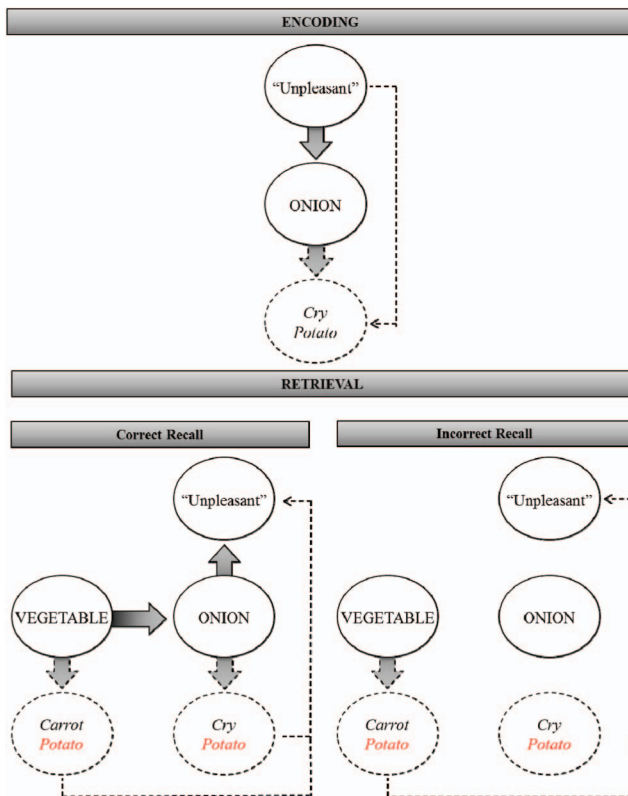 ENCODING
"Unpleasant"
ONION
Cry
Potato
RETRIEVAL
Correct Recall
"Unpleasant"
VEGETABLE
ONION
Carrot
Potato
Cry
Potato
Incorrect Recall
"Unpleasant"
VEGETABLE
ONION
Carrot
Potato
Cry
Potato